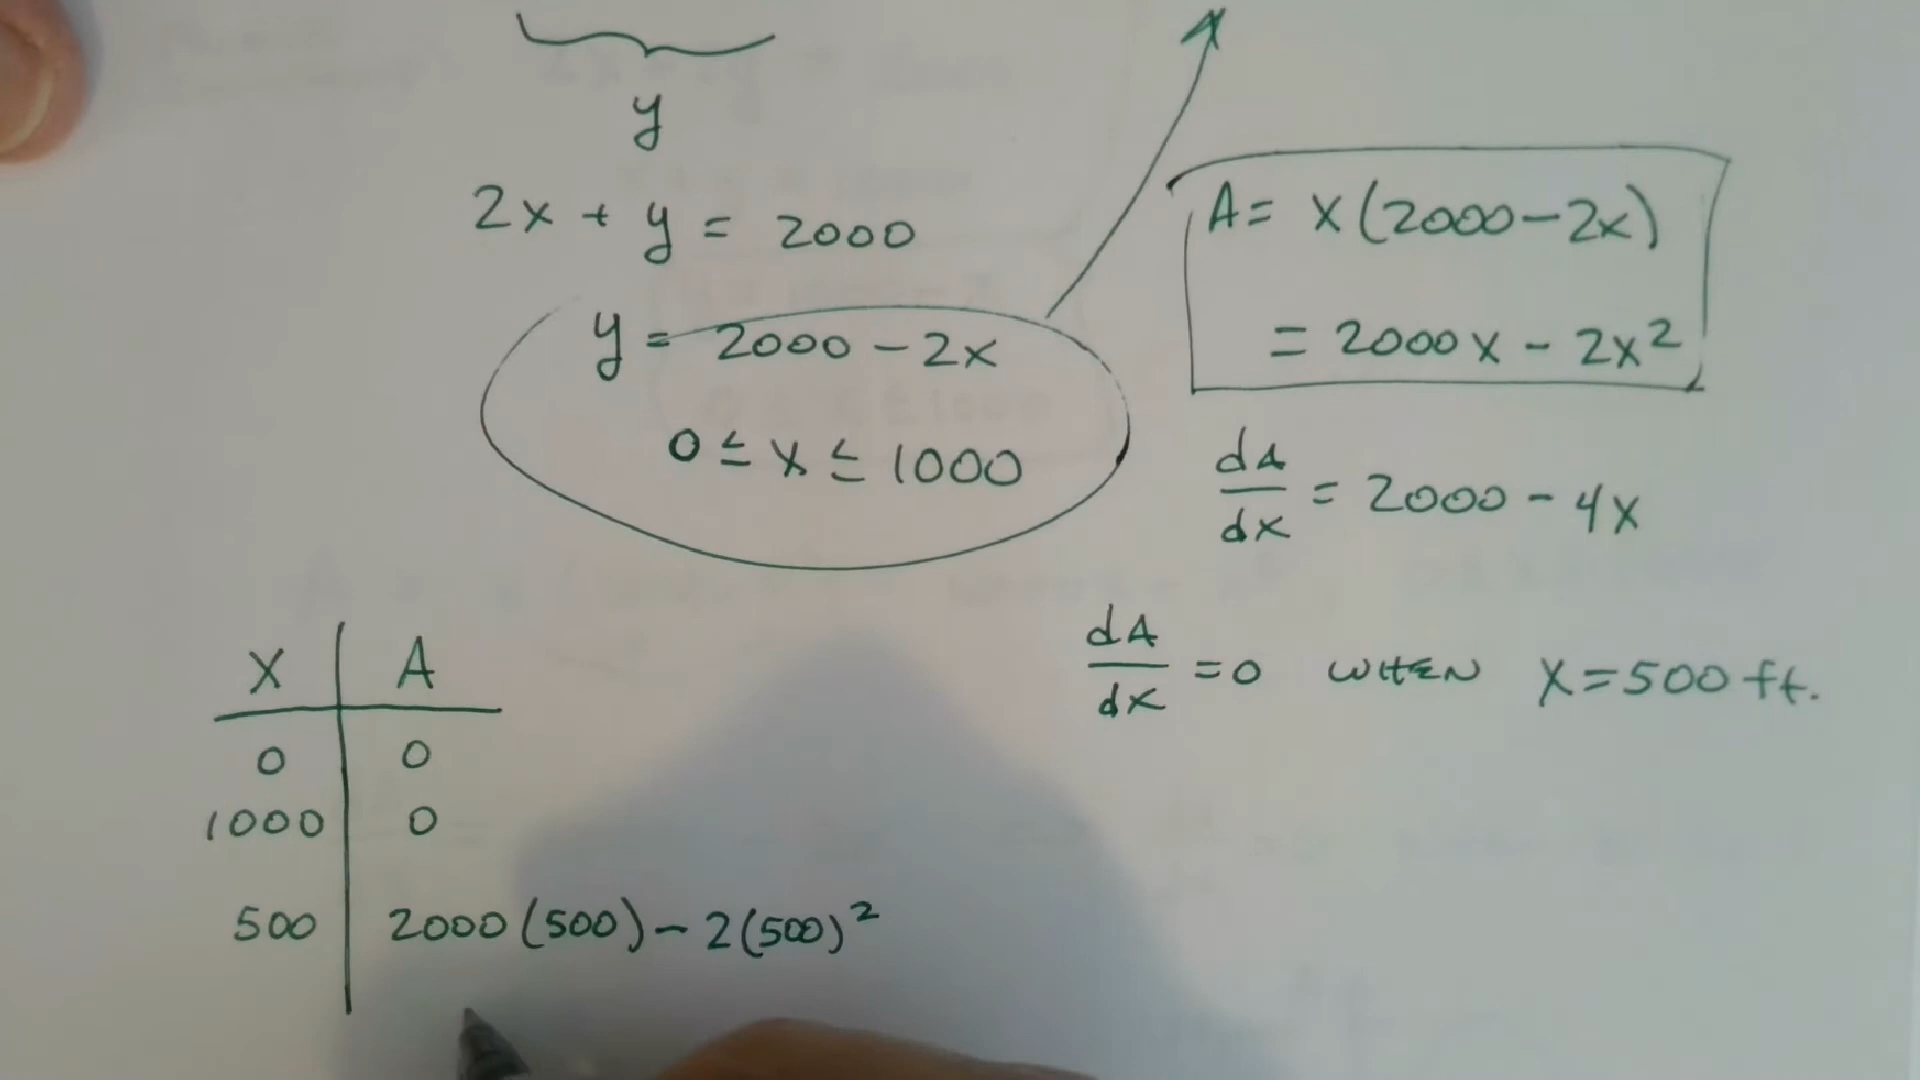 y
2x + y = 2000
y = 2000 - 2x
0 ≤ x ≤ 1000
A = x(2000-2x)
= 2000x - 2x²
dA/dx = 2000 - 4x
dA/dx = 0 WHEN x = 500 ft.
X | A
0 | 0
1000 | 0
500 | 2000(500) - 2(500)²